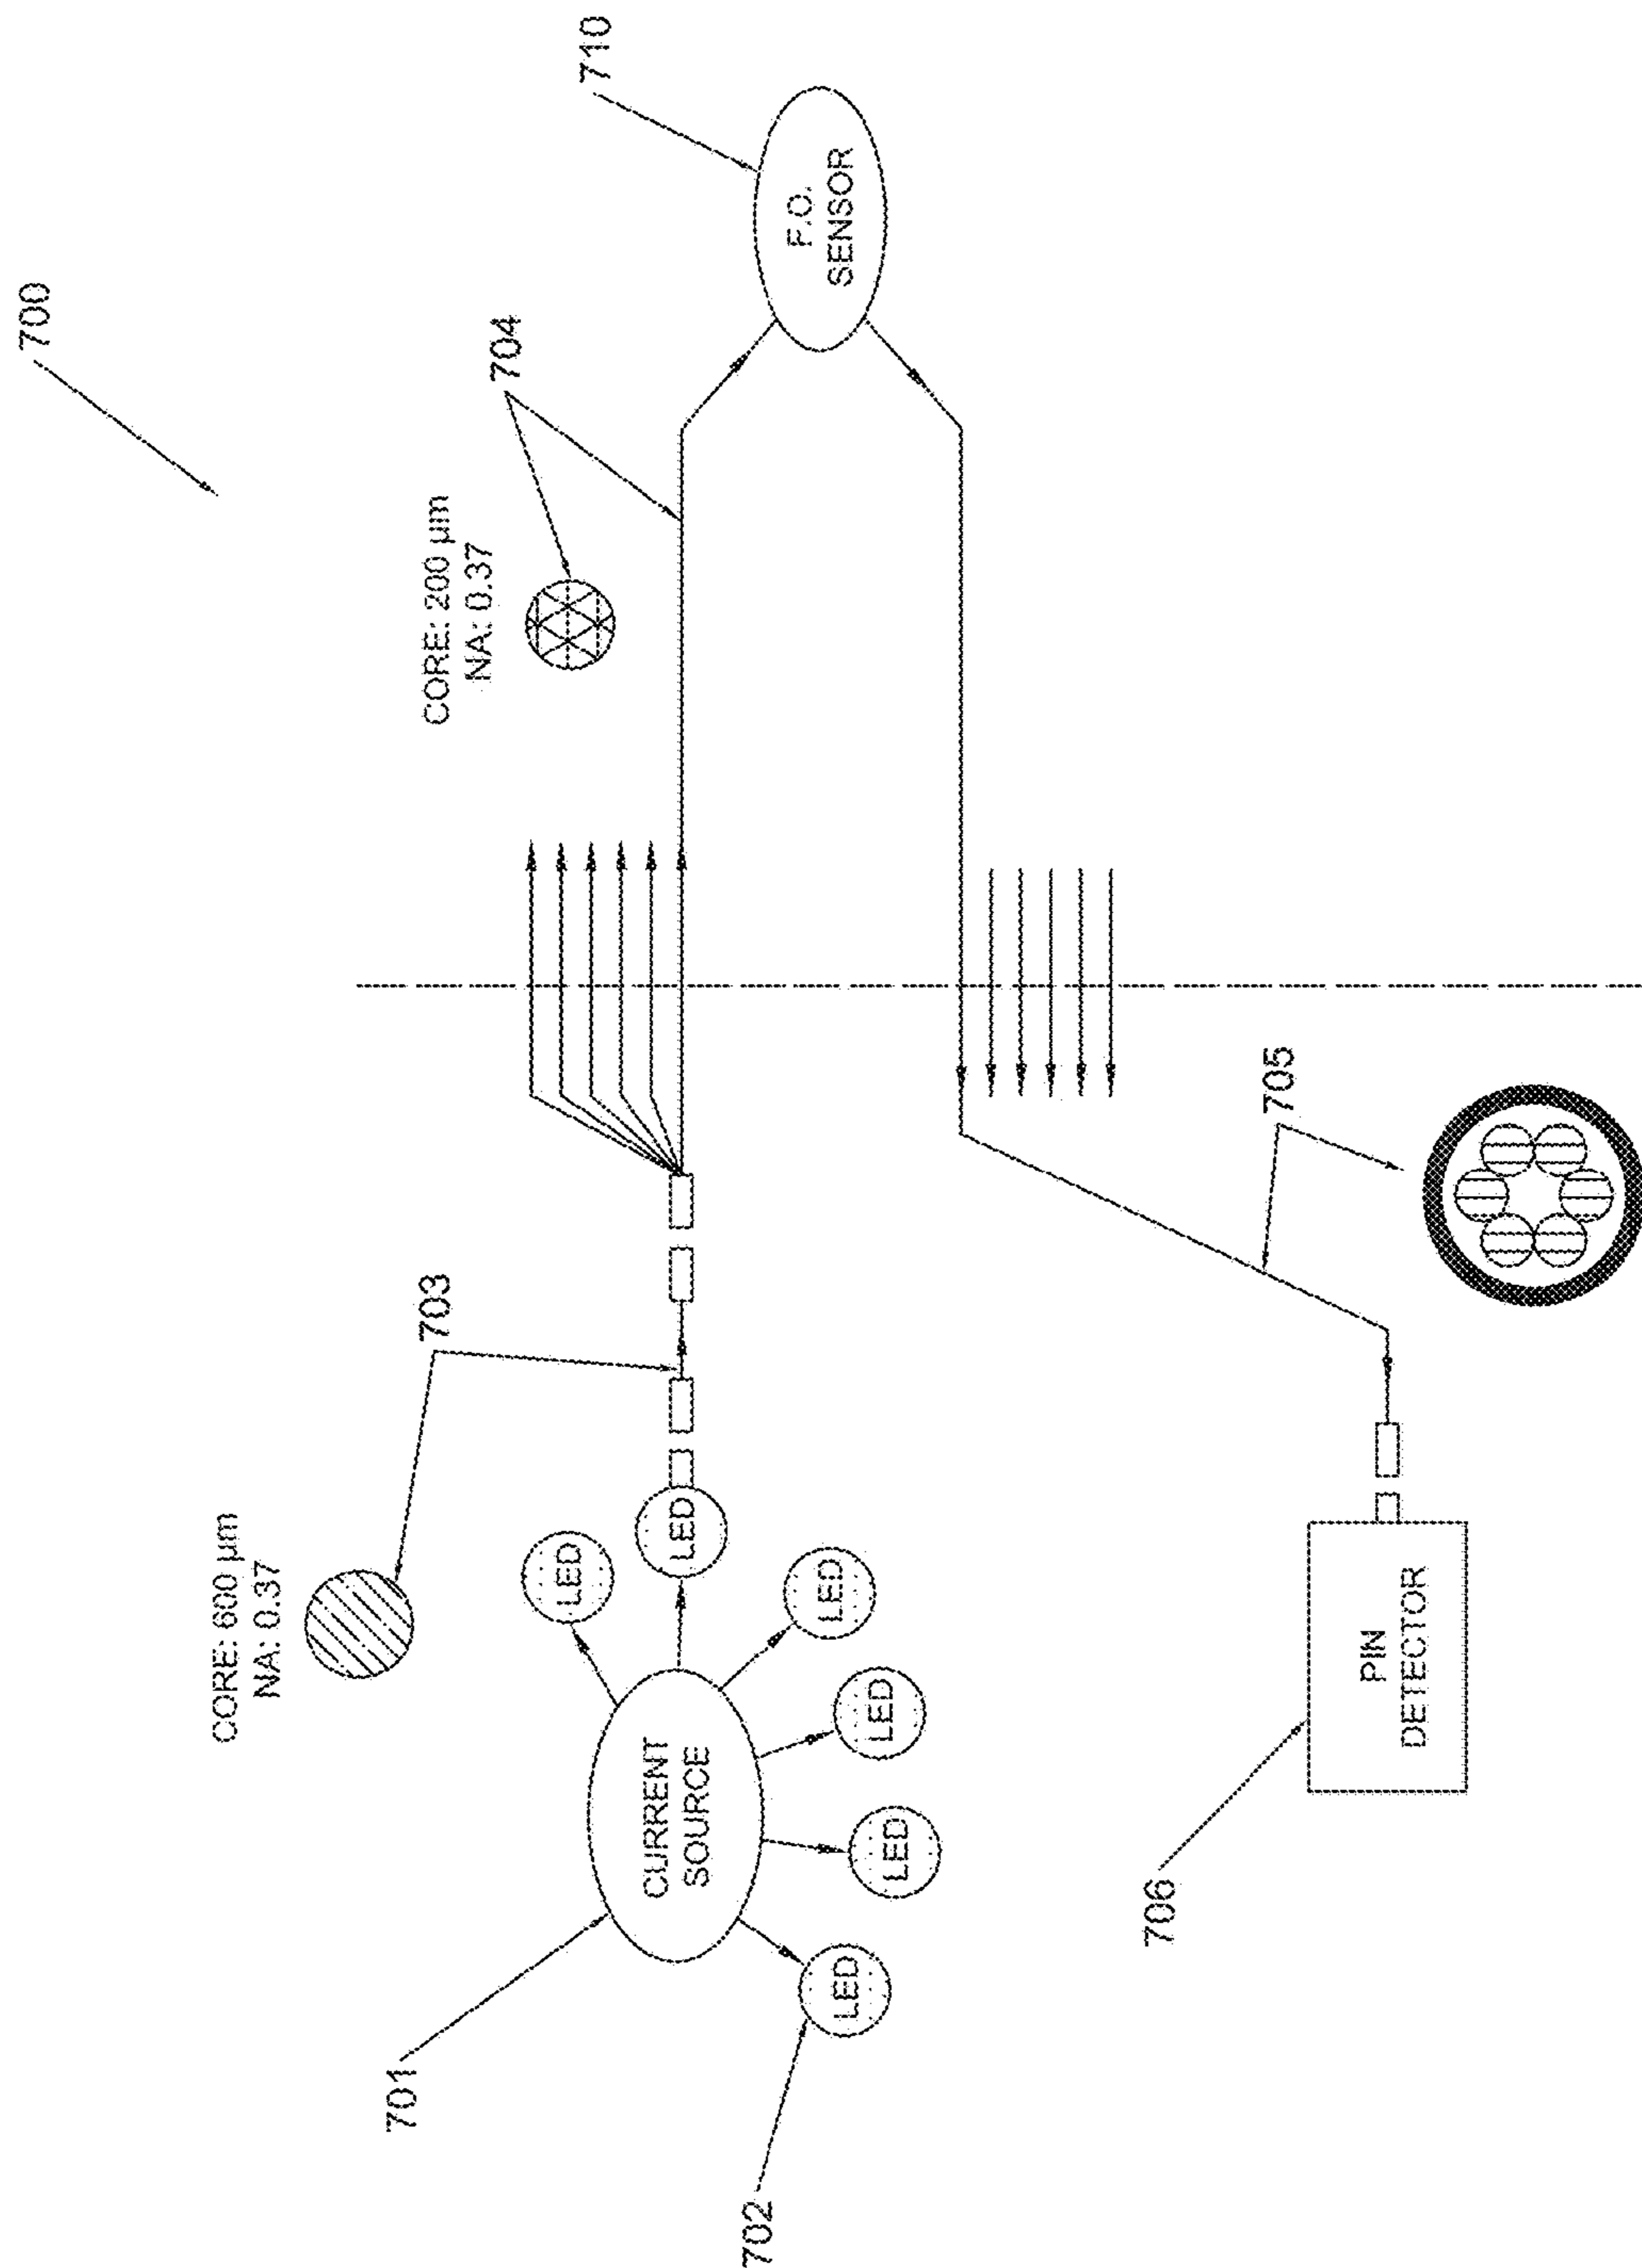 700
CORE: 600 µm
NA: 0.37
701
703
CORE: 200 µm
NA: 0.37
704
LED
710
CURRENT
SOURCE
LED
702
F.O.
SENSOR
LED
LED
LED
LED
706
705
PIN
DETECTOR